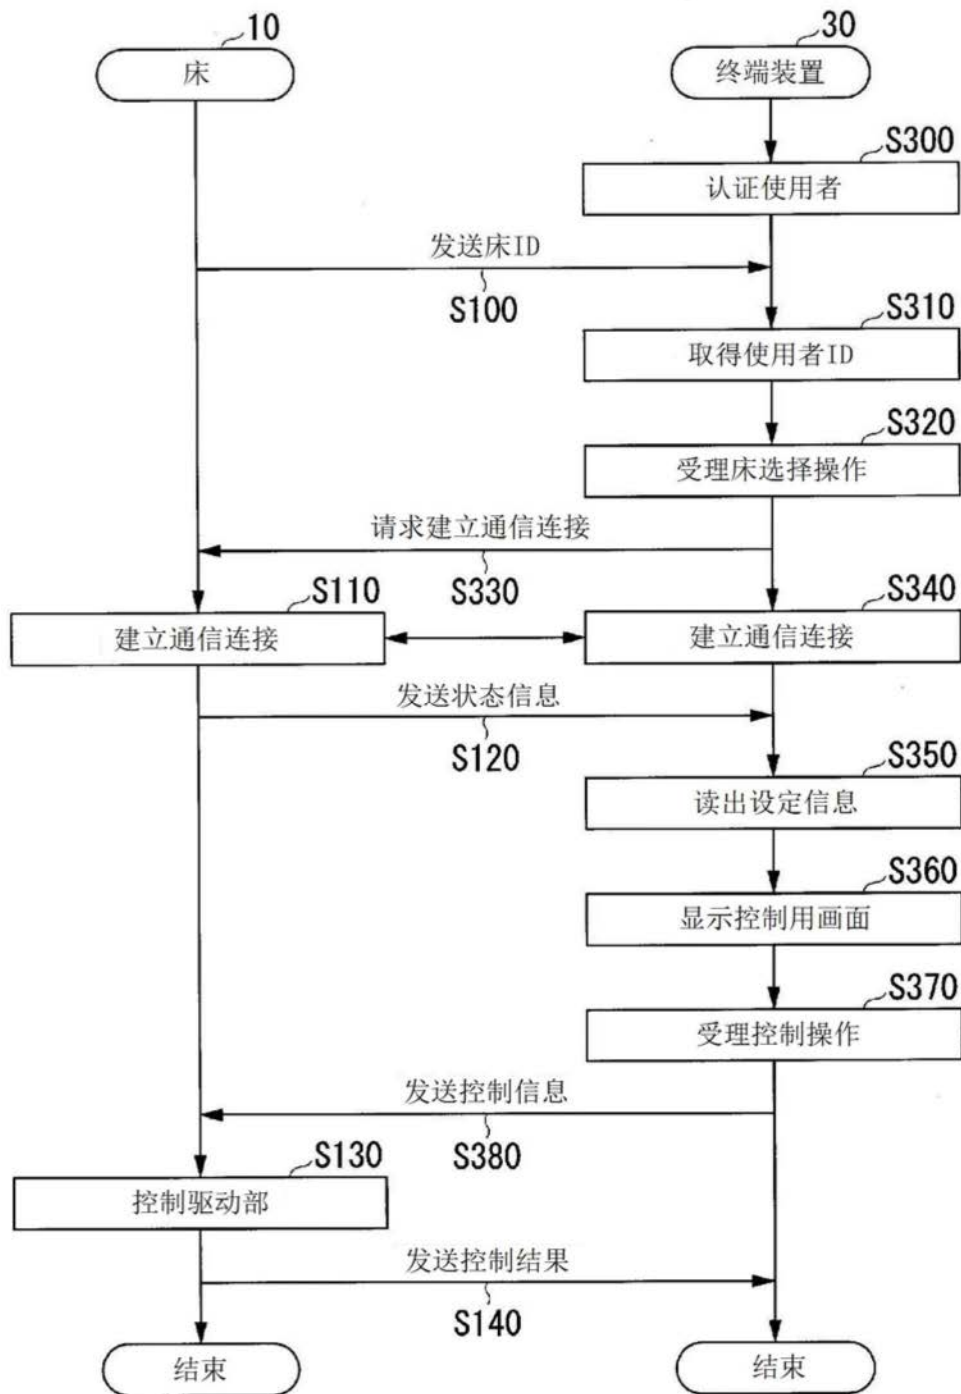 10
30
床
终端装置
S300
认证使用者
发送床ID
S100
S310
取得使用者ID
S320
受理床选择操作
请求建立通信连接
S330
S110
S340
建立通信连接
建立通信连接
发送状态信息
S120
S350
读出设定信息
S360
显示控制用画面
S370
受理控制操作
发送控制信息
S380
S130
控制驱动部
发送控制结果
S140
结束
结束